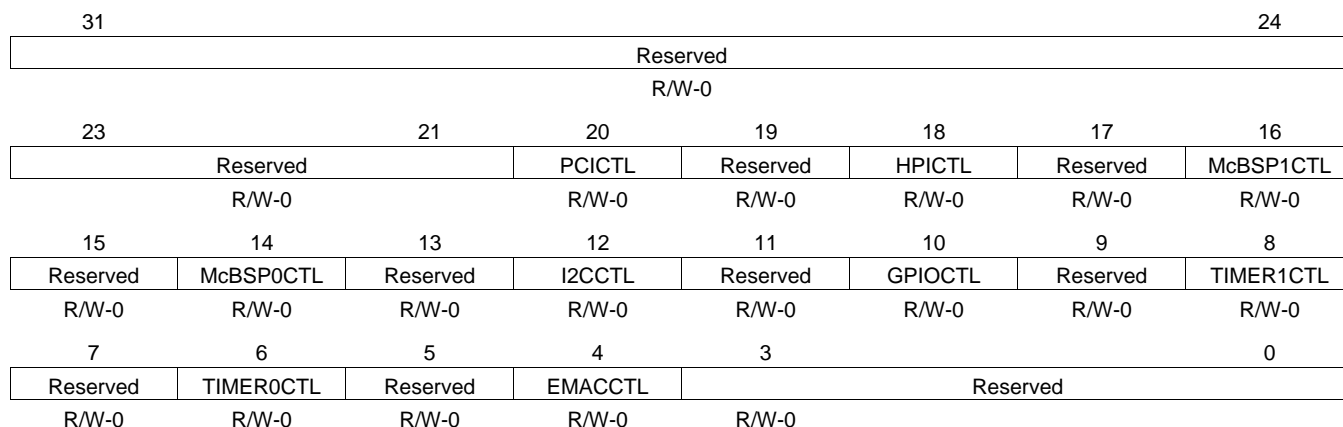 31 24
Reserved
R/W-0
23 21 20 19 18 17 16
Reserved PCICTL Reserved HPICTL Reserved McBSP1CTL
R/W-0 R/W-0 R/W-0 R/W-0 R/W-0 R/W-0
15 14 13 12 11 10 9 8
Reserved McBSP0CTL Reserved I2CCTL Reserved GPIOCTL Reserved TIMER1CTL
R/W-0 R/W-0 R/W-0 R/W-0 R/W-0 R/W-0 R/W-0 R/W-0
7 6 5 4 3 0
Reserved TIMER0CTL Reserved EMACCTL Reserved
R/W-0 R/W-0 R/W-0 R/W-0 R/W-0